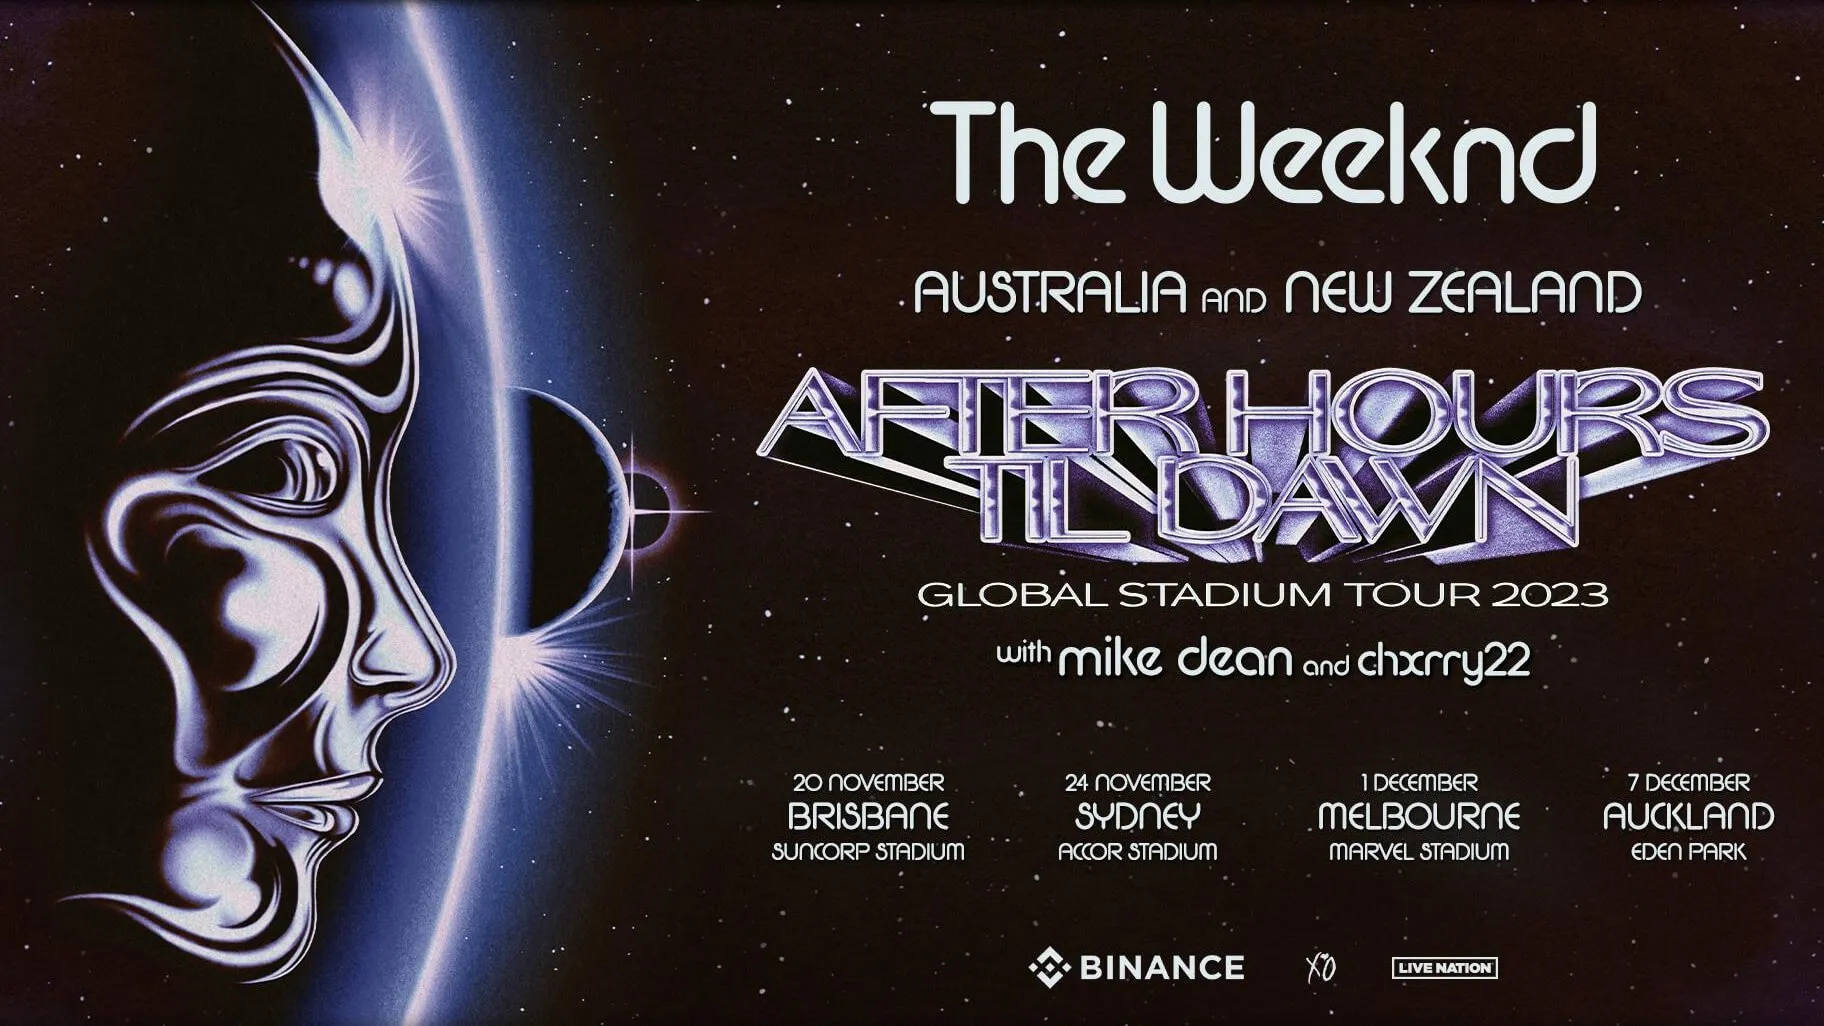 The Weeknd
AUSTRALIA AND NEW ZEALAND
AFTER HOURS
TIL DAWN
GLOBAL STADIUM TOUR 2023
with mike dean and chxrry22
20 NOVEMBER
BRISBANE
SUNCORP STADIUM
24 NOVEMBER
SYDNEY
ACCOR STADIUM
1 DECEMBER
MELBOURNE
MARVEL STADIUM
7 DECEMBER
AUCKLAND
EDEN PARK
BINANCE
XO
LIVE NATION